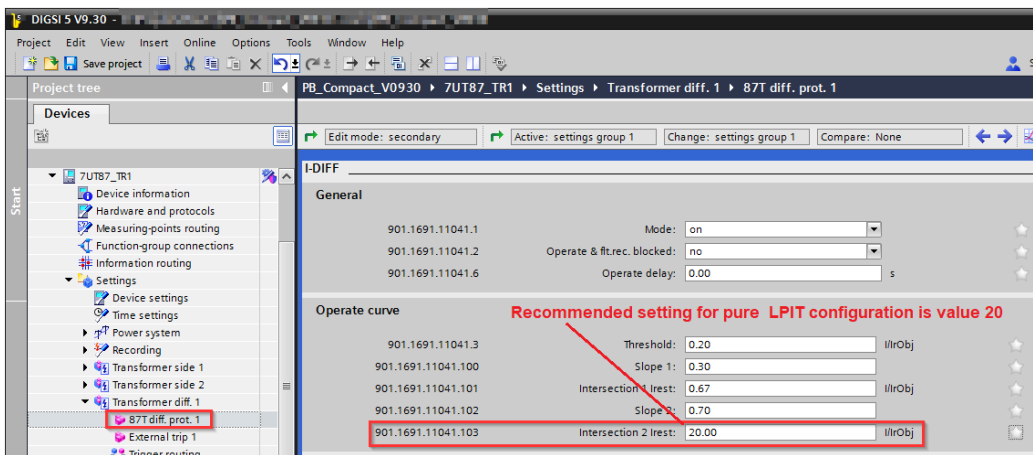 DIGSI 5 V9.30 -
Project Edit View Insert Online Options Tools Window Help
Save project
Project tree
PB_Compact_V0930 ▸ 7UT87_TR1 ▸ Settings ▸ Transformer diff. 1 ▸ 87T diff. prot. 1
Devices
Edit mode: secondary
Active: settings group 1
Change: settings group 1
Compare: None
Start
7UT87_TR1
Device information
Hardware and protocols
Measuring-points routing
Function-group connections
Information routing
Settings
Device settings
Time settings
Power system
Recording
Transformer side 1
Transformer side 2
Transformer diff. 1
87T diff. prot. 1
External trip 1
Trigger routing
I-DIFF
General
901.1691.11041.1 Mode: on
901.1691.11041.2 Operate & flt.rec. blocked: no
901.1691.11041.6 Operate delay: 0.00 s
Operate curve
Recommended setting for pure LPIT configuration is value 20
901.1691.11041.3 Threshold: 0.20 I/IrObj
901.1691.11041.100 Slope 1: 0.30
901.1691.11041.101 Intersection 1 Irest: 0.67 I/IrObj
901.1691.11041.102 Slope 2: 0.70
901.1691.11041.103 Intersection 2 Irest: 20.00 I/IrObj